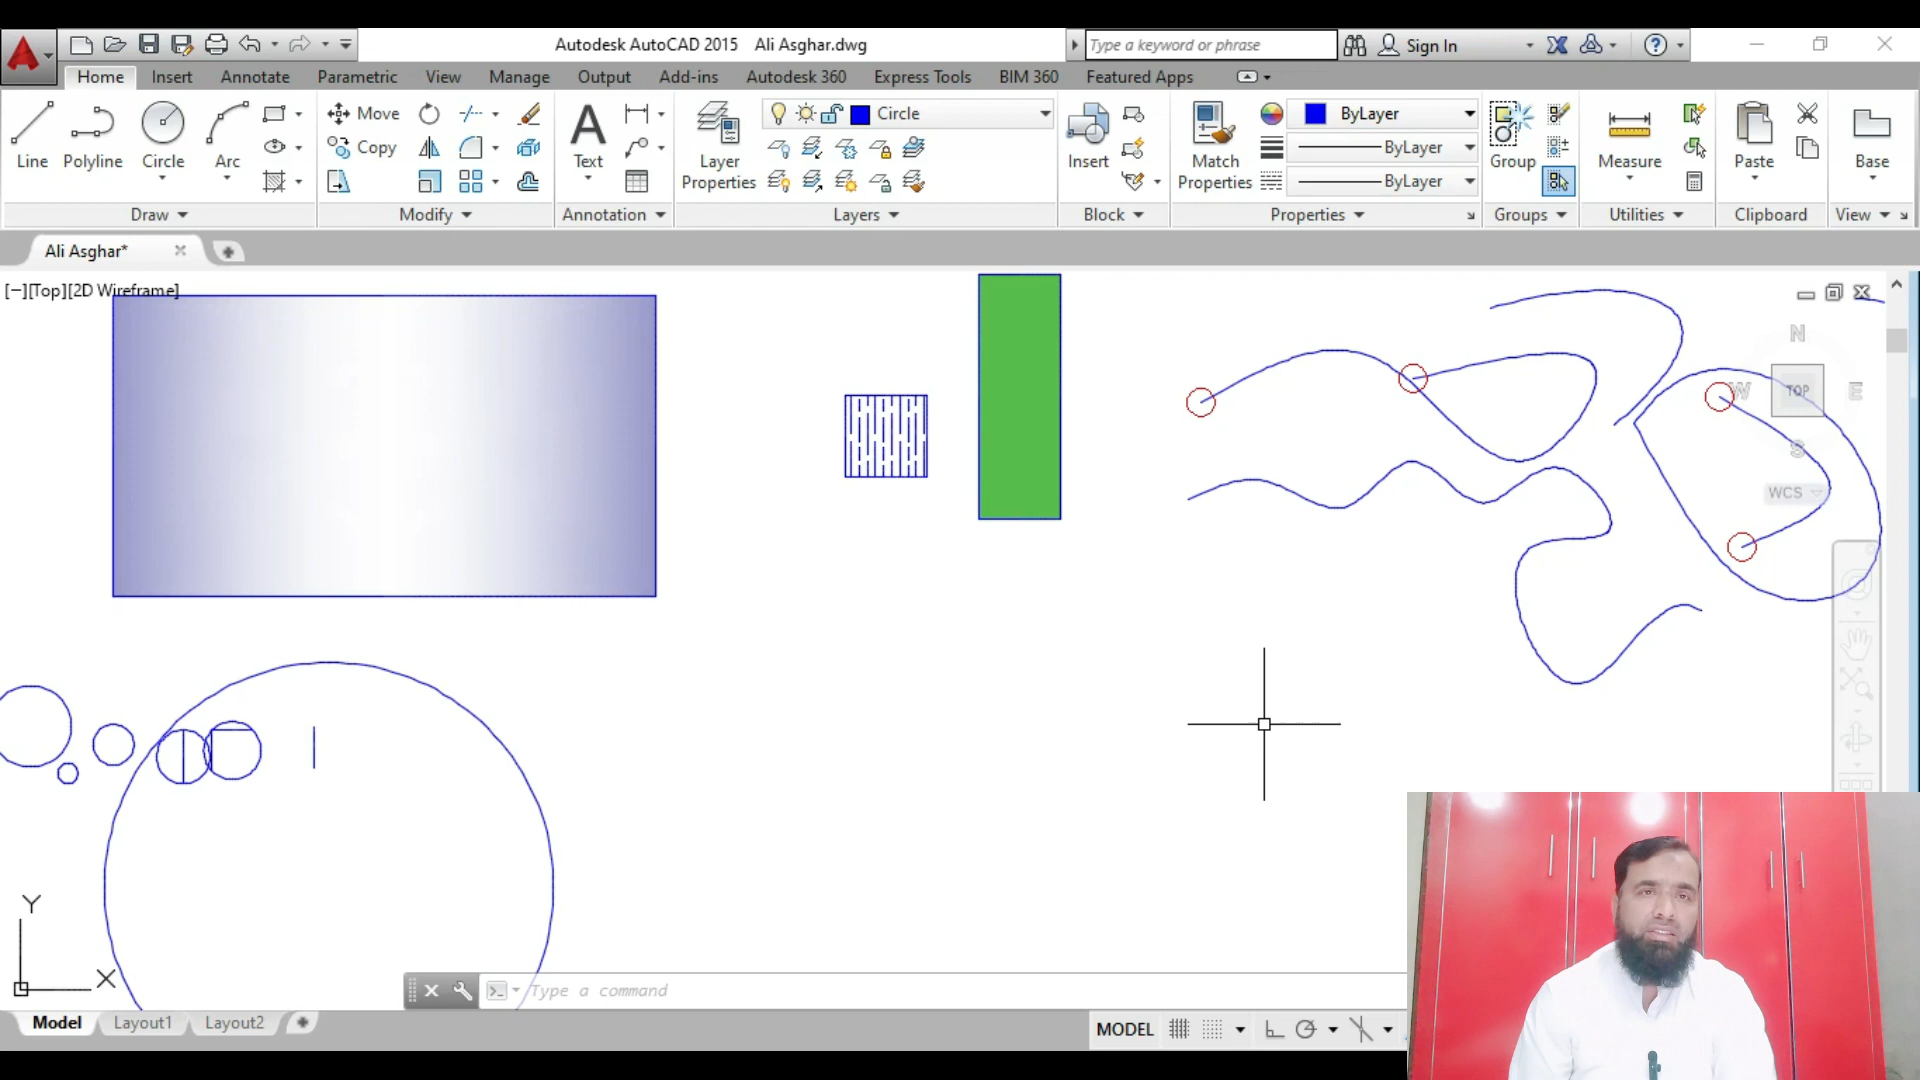 Autodesk AutoCAD 2015 Ali Asghar.dwg
Type a keyword or phrase
Sign In
Home Insert Annotate Parametric View Manage Output Add-ins Autodesk 360 Express Tools BIM 360 Featured Apps
Line Polyline Circle Arc
Move
Copy
Text
Layer Properties
Circle
Insert
Match Properties
ByLayer
ByLayer
ByLayer
Group
Measure
Paste
Base
Draw Modify Annotation Layers Block Properties Groups Utilities Clipboard View
Ali Asghar*
[−][Top][2D Wireframe]
N
W TOP E
S
WCS
Y
X
Type a command
Model Layout1 Layout2
MODEL